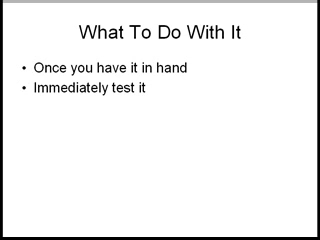 What To Do With It
• Once you have it in hand
• Immediately test it